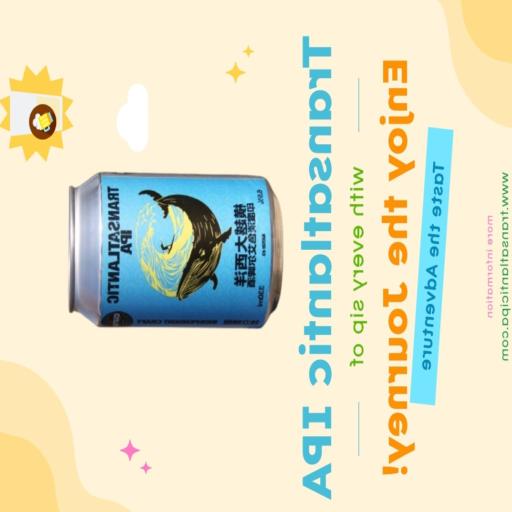 TRANSATLANTIC
IPA
330ml
Transatlantic IPA
with every sip of
Enjoy the Journey!
Taste the Adventure
more information
www.transatlanticipa.com